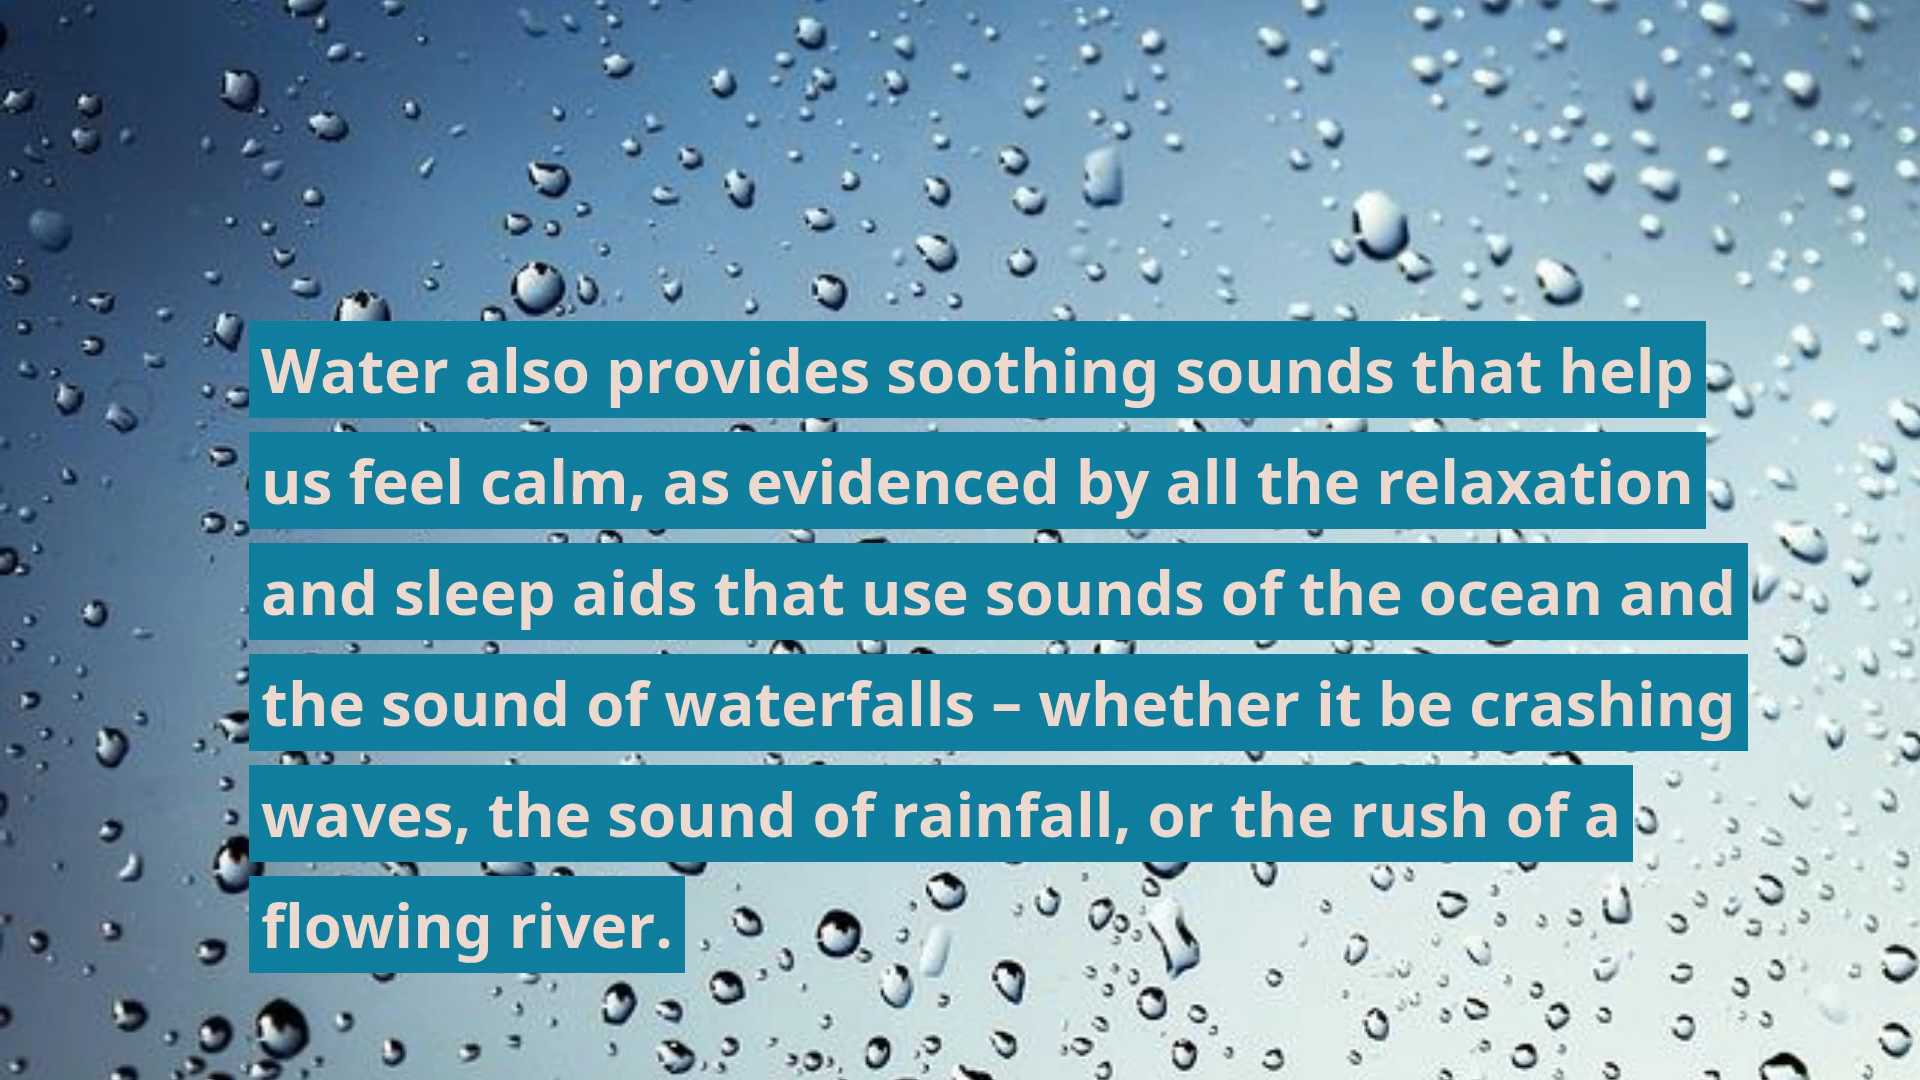 Water also provides soothing sounds that help
us feel calm, as evidenced by all the relaxation
and sleep aids that use sounds of the ocean and
the sound of waterfalls – whether it be crashing
waves, the sound of rainfall, or the rush of a
flowing river.